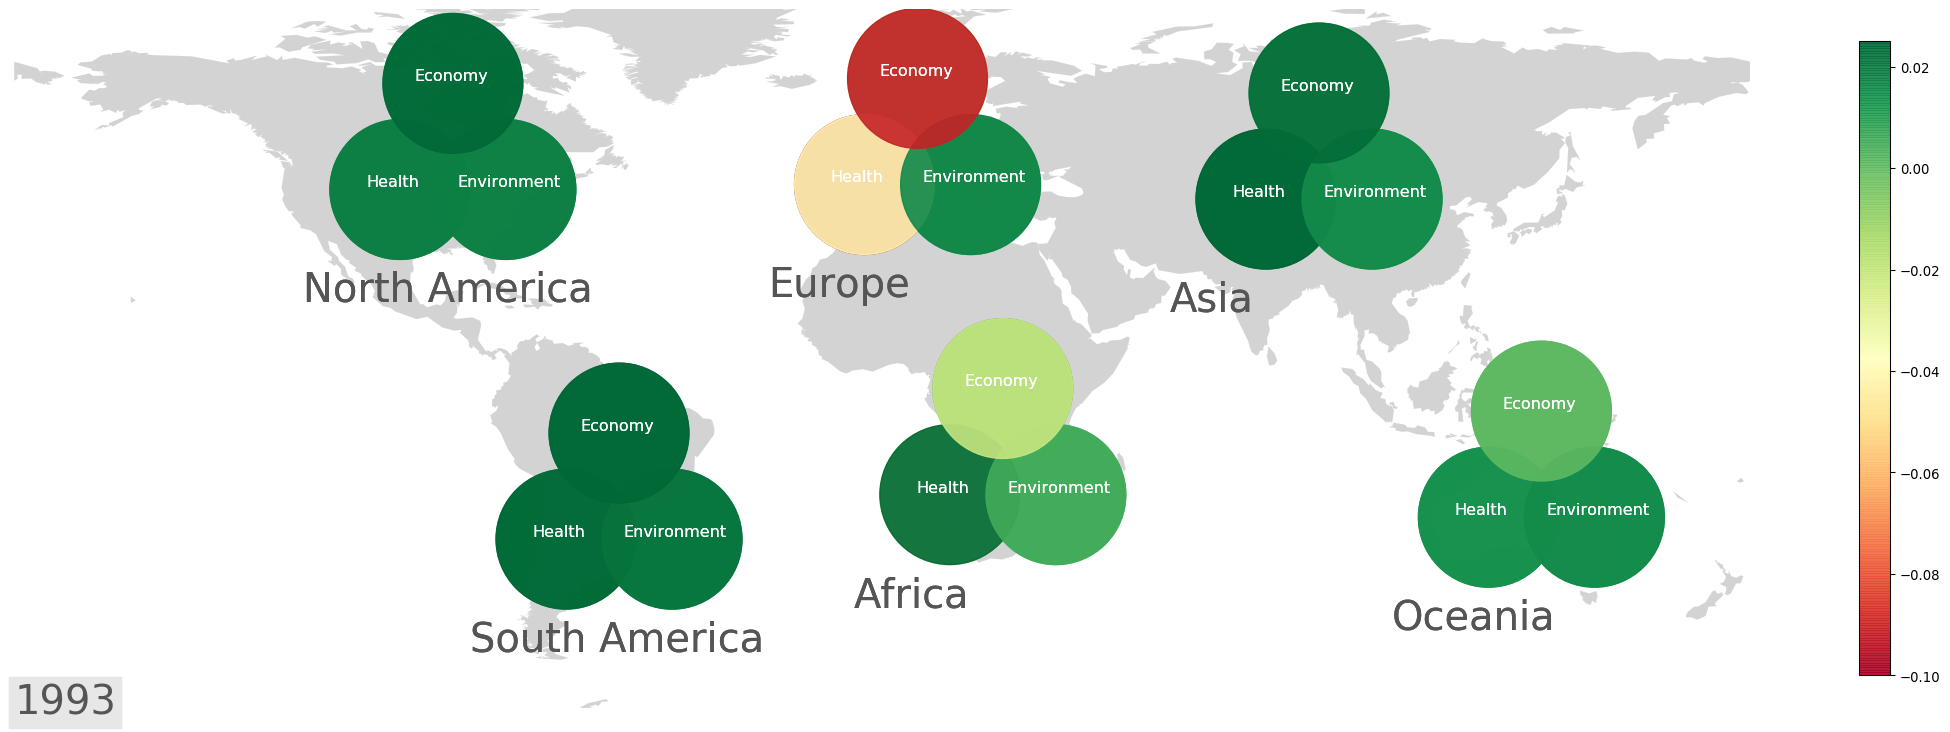 Economy
Health
Environment
North America
Economy
Health
Environment
Europe
Economy
Health
Environment
Asia
Economy
Health
Environment
South America
Economy
Health
Environment
Africa
Economy
Health
Environment
Oceania
1993
0.02
0.00
−0.02
−0.04
−0.06
−0.08
−0.10